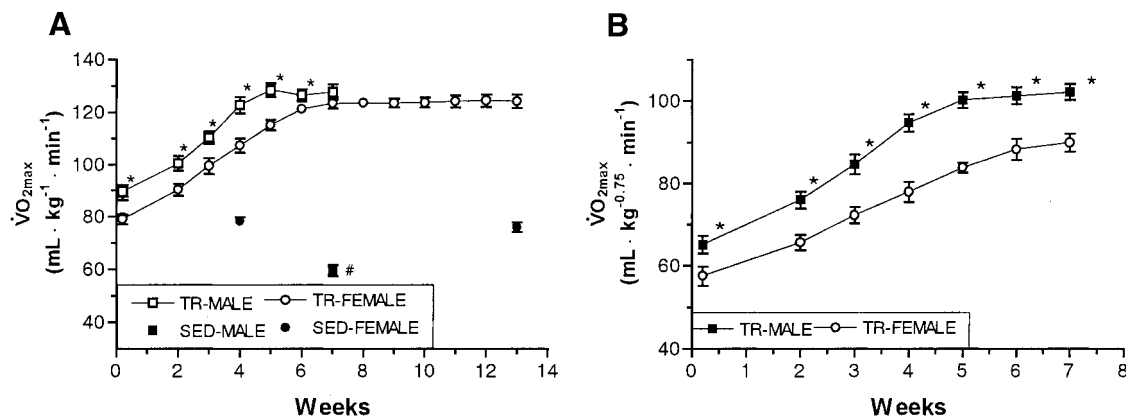 A
V̇O2max
(mL · kg-1 · min-1)
140
120
100
80
60
40
* * * * * *
#
TR-MALE TR-FEMALE
SED-MALE SED-FEMALE
0 2 4 6 8 10 12 14
Weeks
B
V̇O2max
(mL · kg-0.75 · min-1)
100
80
60
40
* * * * * * *
TR-MALE TR-FEMALE
0 1 2 3 4 5 6 7 8
Weeks